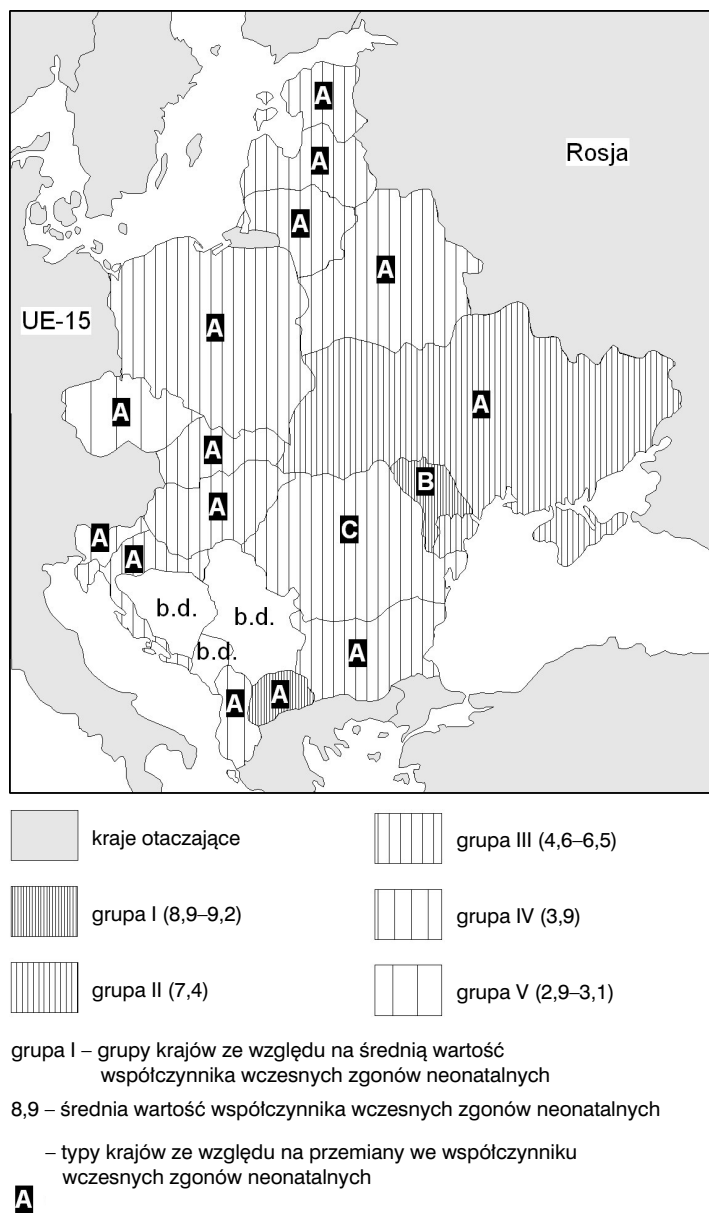 A
A
Rosja
A
A
UE-15
A
A
A
A
B
A
A
A
C
b.d.
b.d.
b.d.
A
A
A
kraje otaczające
grupa III (4,6–6,5)
grupa I (8,9–9,2)
grupa IV (3,9)
grupa II (7,4)
grupa V (2,9–3,1)
grupa I – grupy krajów ze względu na średnią wartość
współczynnika wczesnych zgonów neonatalnych
8,9 – średnia wartość współczynnika wczesnych zgonów neonatalnych
– typy krajów ze względu na przemiany we współczynniku
wczesnych zgonów neonatalnych
A